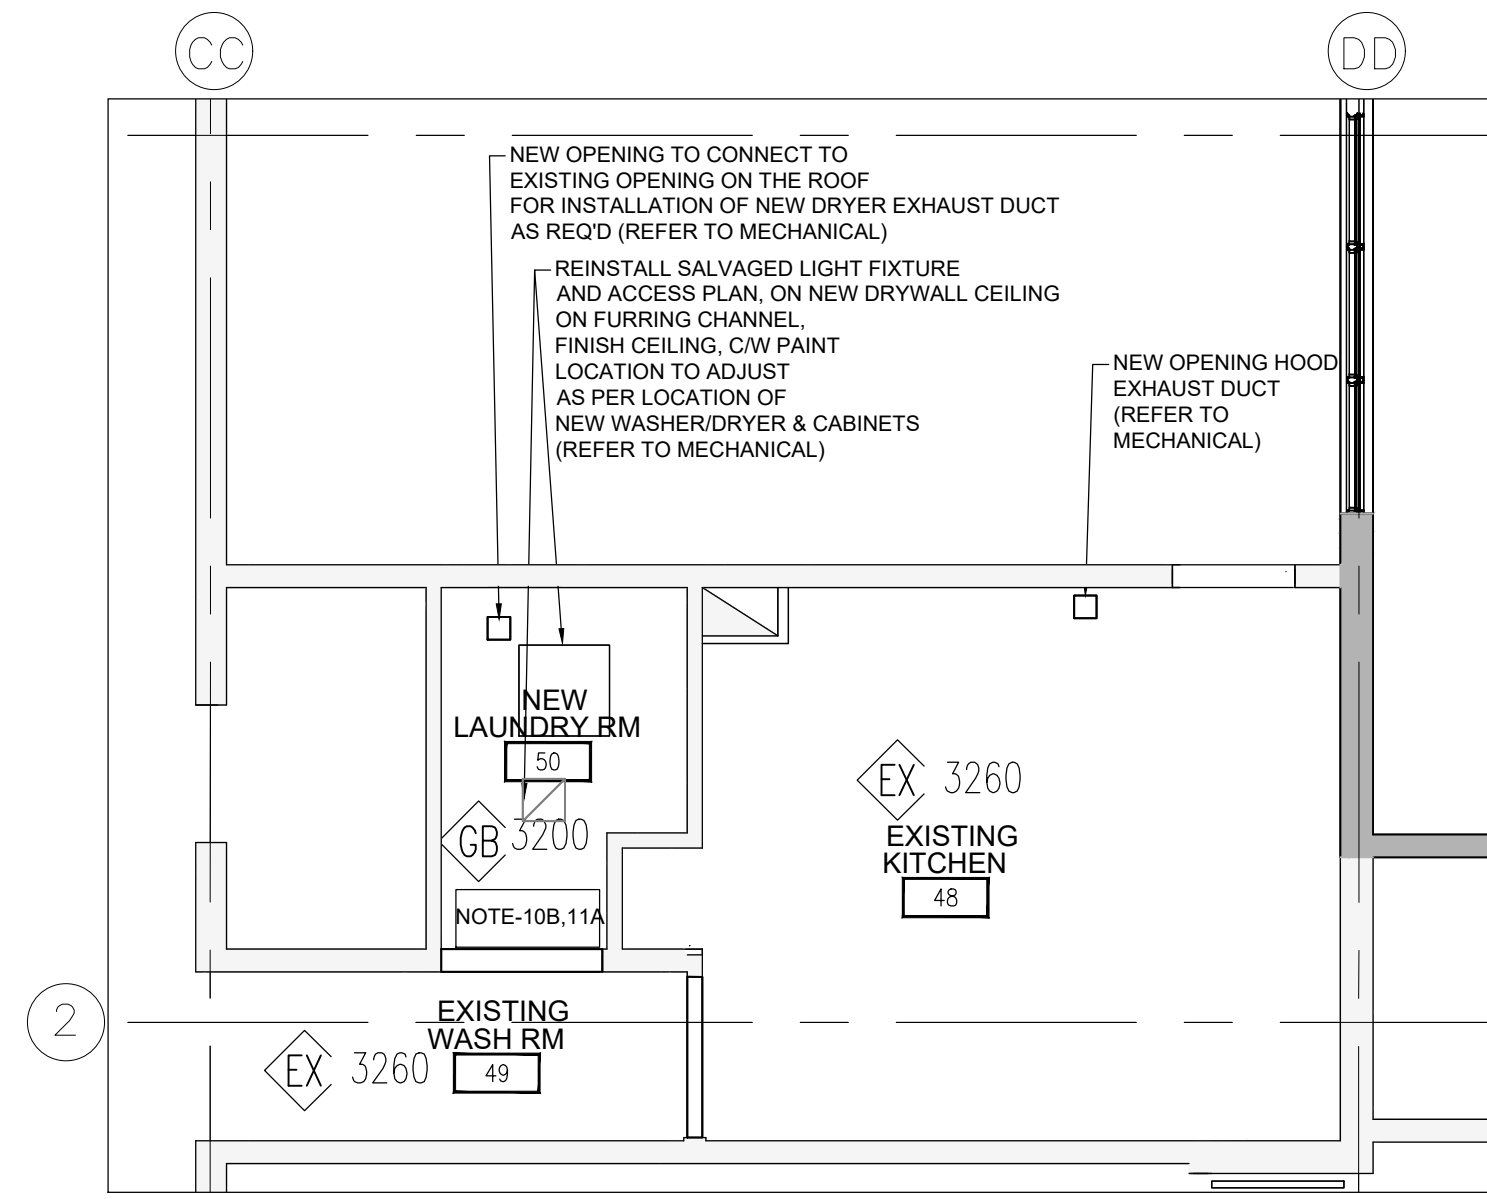 CC
DD
NEW OPENING TO CONNECT TO
EXISTING OPENING ON THE ROOF
FOR INSTALLATION OF NEW DRYER EXHAUST DUCT
AS REQ'D (REFER TO MECHANICAL)
REINSTALL SALVAGED LIGHT FIXTURE
AND ACCESS PLAN, ON NEW DRYWALL CEILING
ON FURRING CHANNEL,
FINISH CEILING, C/W PAINT
LOCATION TO ADJUST
AS PER LOCATION OF
NEW WASHER/DRYER & CABINETS
(REFER TO MECHANICAL)
NEW OPENING HOOD
EXHAUST DUCT
(REFER TO
MECHANICAL)
NEW
LAUNDRY RM
50
GB 3200
NOTE-10B,11A
EX 3260
EXISTING
KITCHEN
48
2
EXISTING
WASH RM
EX 3260
49